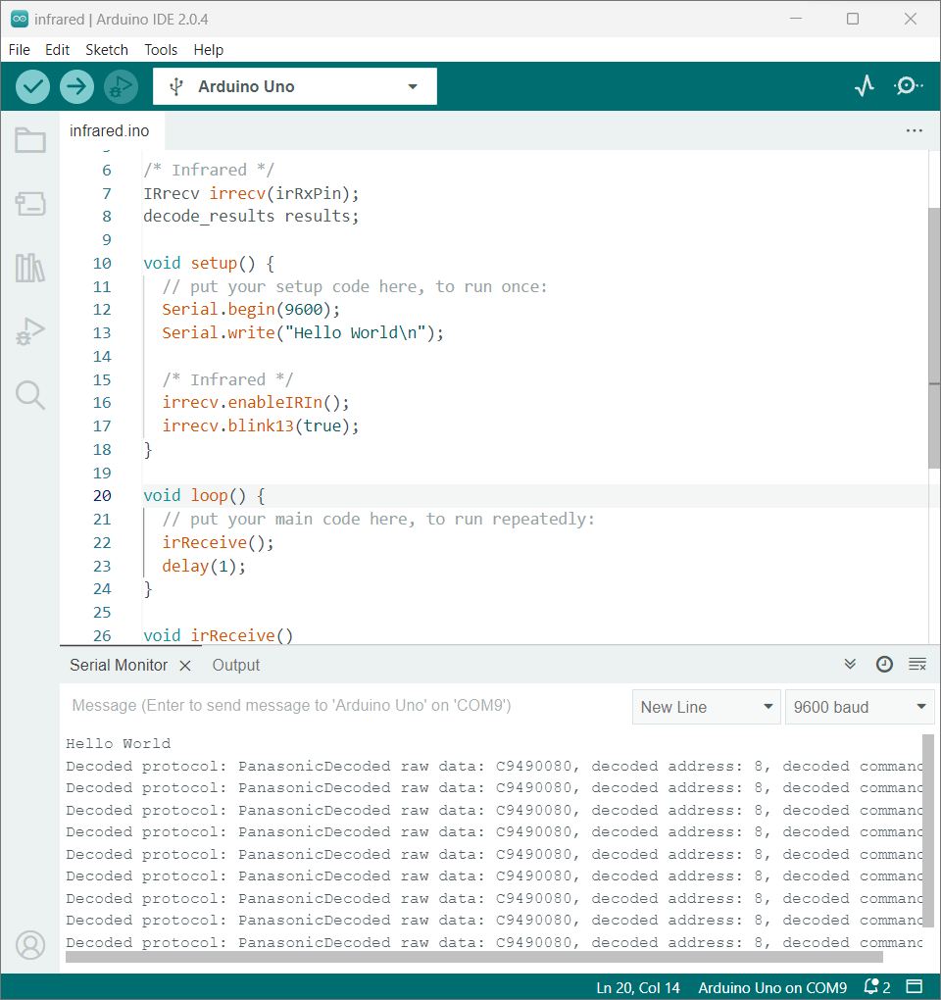 infrared | Arduino IDE 2.0.4
File Edit Sketch Tools Help
Arduino Uno
infrared.ino
6 /* Infrared */
7 IRrecv irrecv(irRxPin);
8 decode_results results;
9
10 void setup() {
11 // put your setup code here, to run once:
12 Serial.begin(9600);
13 Serial.write("Hello World\n");
14
15 /* Infrared */
16 irrecv.enableIRIn();
17 irrecv.blink13(true);
18 }
19
20 void loop() {
21 // put your main code here, to run repeatedly:
22 irReceive();
23 delay(1);
24 }
25
26 void irReceive()
Serial Monitor Output
Message (Enter to send message to 'Arduino Uno' on 'COM9') New Line 9600 baud
Hello World
Decoded protocol: PanasonicDecoded raw data: C9490080, decoded address: 8, decoded command
Decoded protocol: PanasonicDecoded raw data: C9490080, decoded address: 8, decoded command
Decoded protocol: PanasonicDecoded raw data: C9490080, decoded address: 8, decoded command
Decoded protocol: PanasonicDecoded raw data: C9490080, decoded address: 8, decoded command
Decoded protocol: PanasonicDecoded raw data: C9490080, decoded address: 8, decoded command
Decoded protocol: PanasonicDecoded raw data: C9490080, decoded address: 8, decoded command
Decoded protocol: PanasonicDecoded raw data: C9490080, decoded address: 8, decoded command
Decoded protocol: PanasonicDecoded raw data: C9490080, decoded address: 8, decoded command
Decoded protocol: PanasonicDecoded raw data: C9490080, decoded address: 8, decoded command
Ln 20, Col 14 Arduino Uno on COM9 2